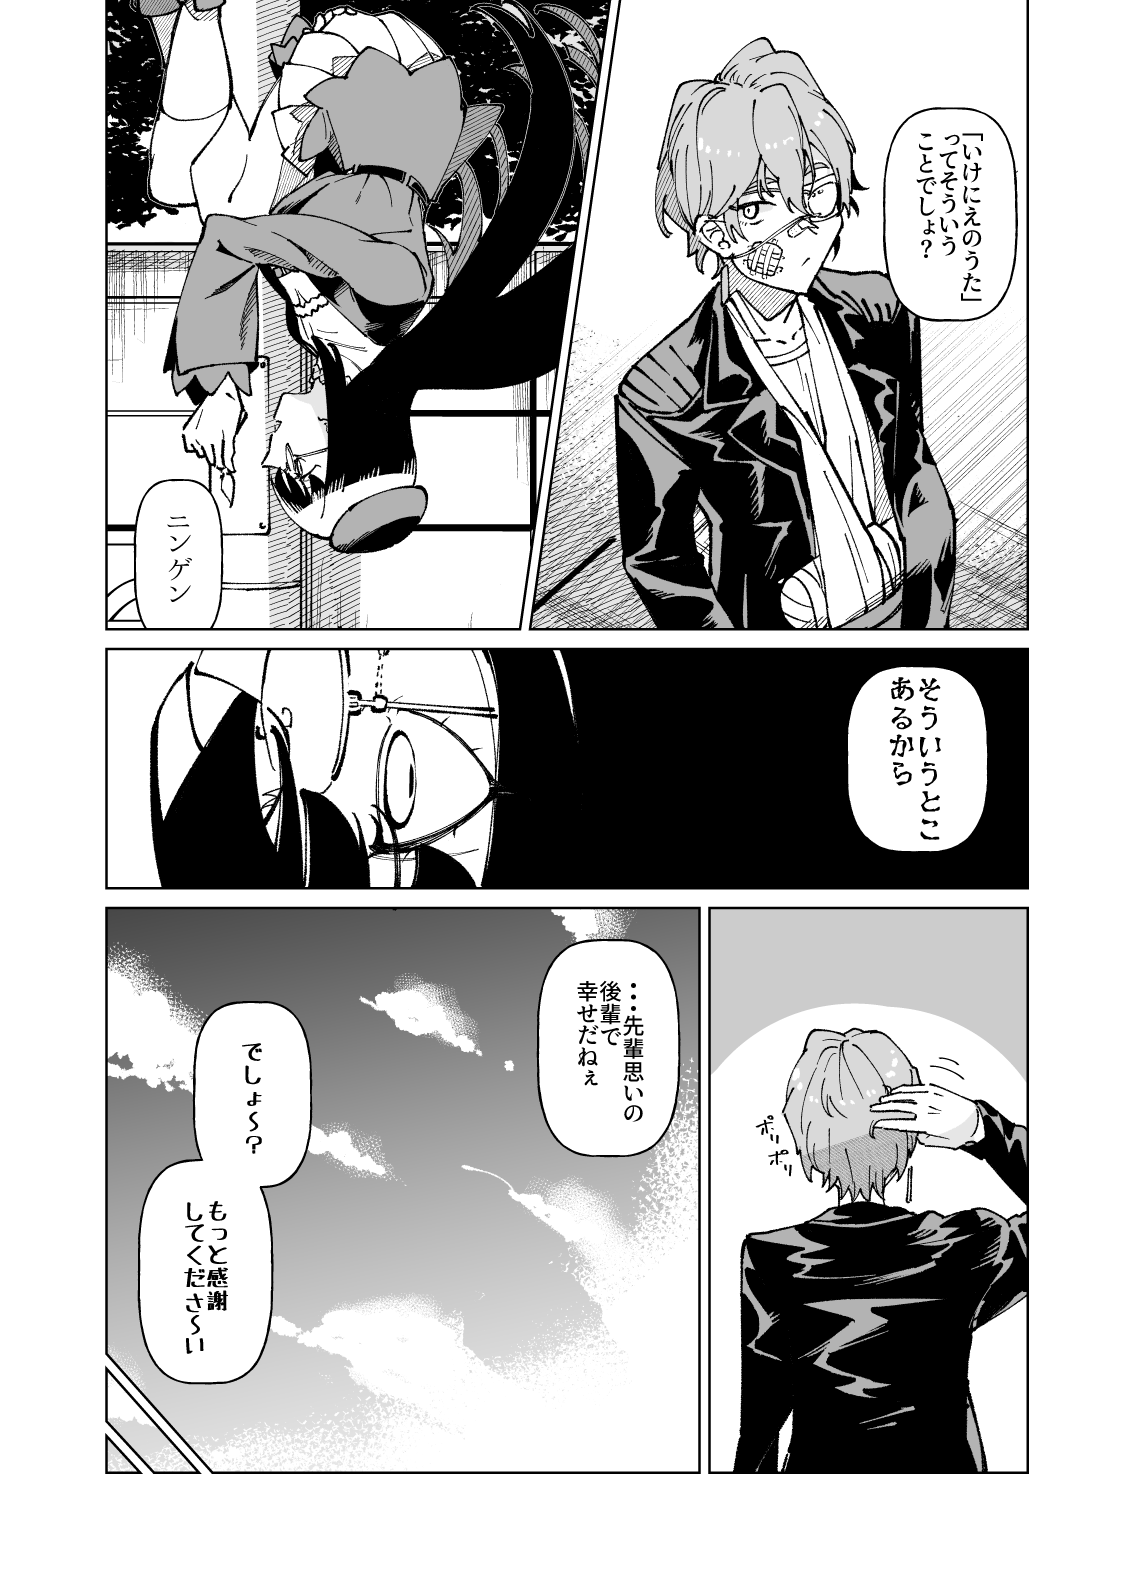 「いけにえのうた」
ってそういう
ことでしょ?
ニンゲン
そういうとこ
あるから
ポリポリ
・・・先輩思いの
後輩で
幸せだねぇ
でしょ〜?
もっと感謝
してくださ〜い